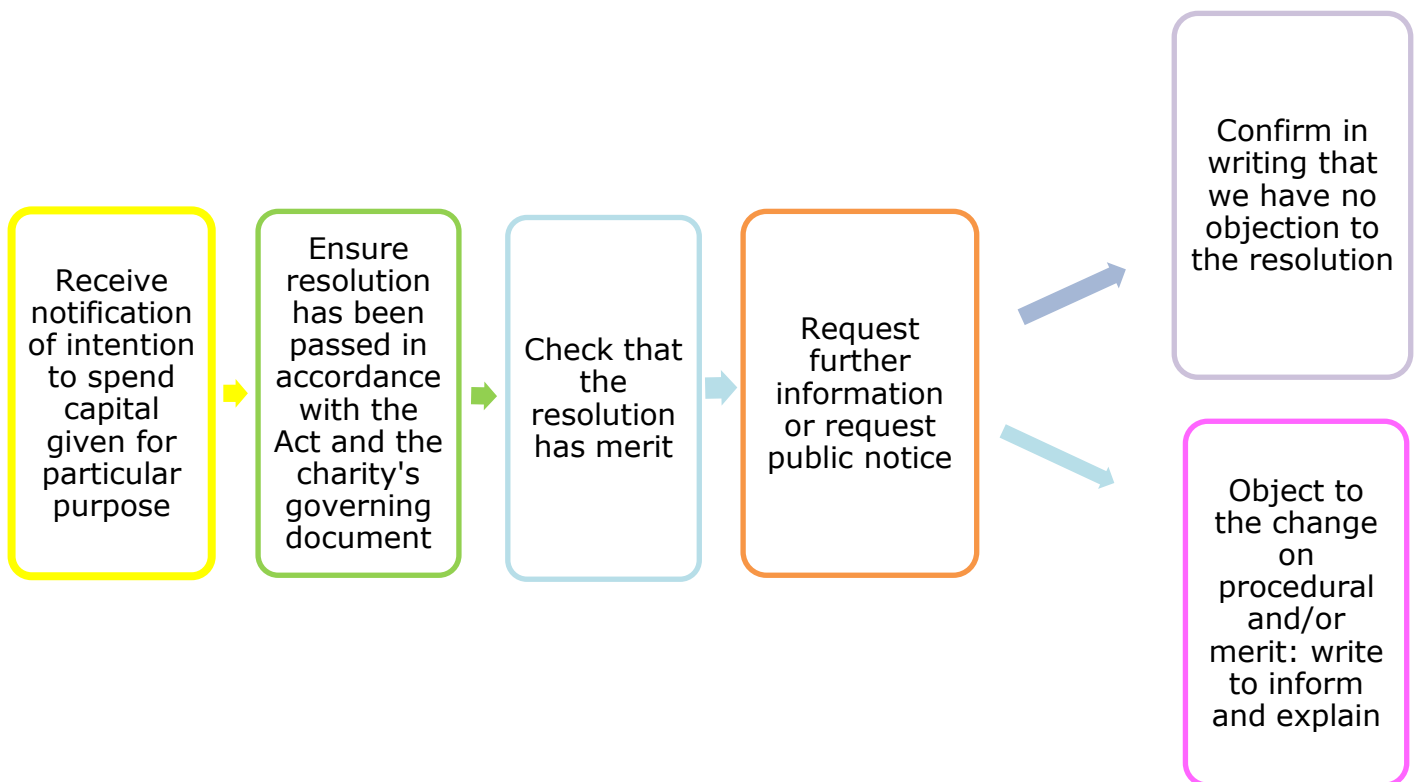 Receive
notification
of intention
to spend
capital
given for
particular
purpose
Ensure
resolution
has been
passed in
accordance
with the
Act and the
charity's
governing
document
Check that
the
resolution
has merit
Request
further
information
or request
public notice
Confirm in
writing that
we have no
objection to
the resolution
Object to
the change
on
procedural
and/or
merit: write
to inform
and explain